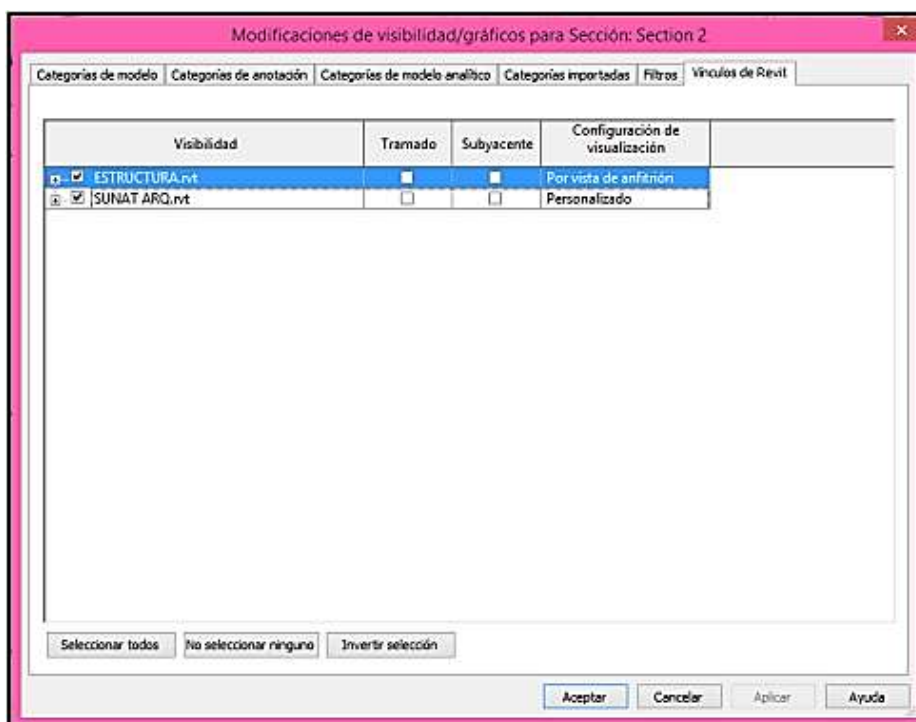 Modificaciones de visibilidad/gráficos para Sección: Section 2
Categorías de modelo Categorías de anotación Categorías de modelo analítico Categorías importadas Filtros Vínculos de Revit
Visibilidad Tramado Subyacente Configuración de visualización
ESTRUCTURA.rvt Por vista de anfitrión
SUNAT ARQ.rvt Personalizado
Seleccionar todos No seleccionar ninguno Invertir selección
Aceptar Cancelar Aplicar Ayuda